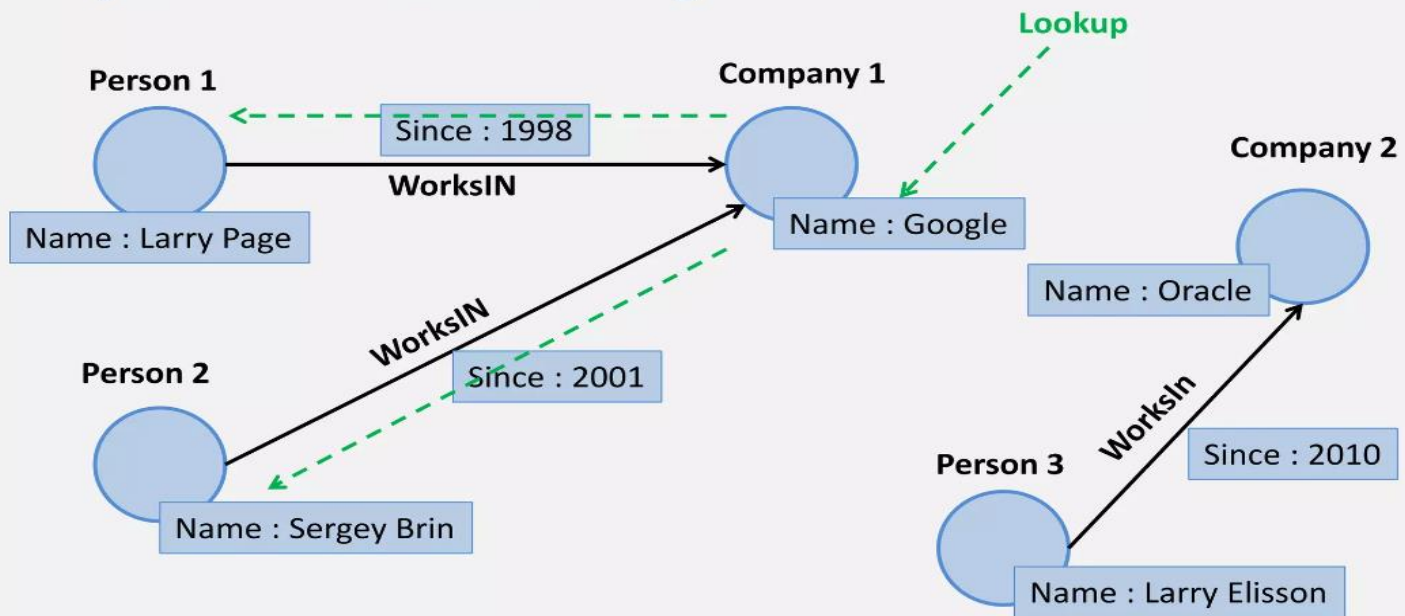 Lookup
Person 1
Company 1
Since : 1998
WorksIN
Name : Larry Page
Name : Google
Company 2
Name : Oracle
WorksIN
Since : 2001
Person 2
Name : Sergey Brin
WorksIn
Since : 2010
Person 3
Name : Larry Elisson